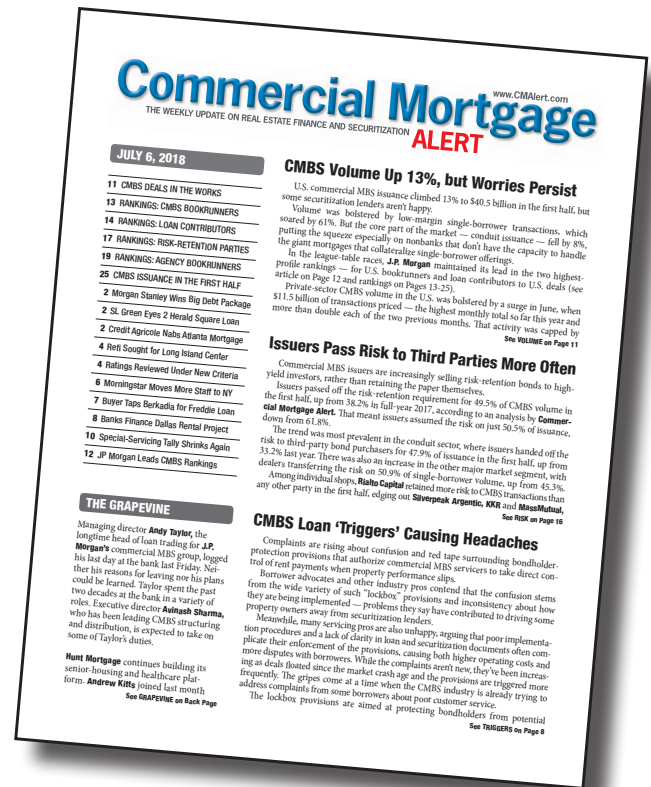 www.CMAlert.com
Commercial Mortgage
THE WEEKLY UPDATE ON REAL ESTATE FINANCE AND SECURITIZATION
ALERT
JULY 6, 2018
11 CMBS DEALS IN THE WORKS
13 RANKINGS: CMBS BOOKRUNNERS
14 RANKINGS: LOAN CONTRIBUTORS
17 RANKINGS: RISK-RETENTION PARTIES
19 RANKINGS: AGENCY BOOKRUNNERS
25 CMBS ISSUANCE IN THE FIRST HALF
2 Morgan Stanley Wins Big Debt Package
2 SL Green Eyes 2 Herald Square Loan
2 Credit Agricole Nabs Atlanta Mortgage
4 Refi Sought for Long Island Center
4 Ratings Reviewed Under New Criteria
6 Morningstar Moves More Staff to NY
7 Buyer Taps Berkadia for Freddie Loan
8 Banks Finance Dallas Rental Project
10 Special-Servicing Tally Shrinks Again
12 JP Morgan Leads CMBS Rankings
THE GRAPEVINE
Managing director Andy Taylor, the
longtime head of loan trading for J.P.
Morgan's commercial MBS group, logged
his last day at the bank last Friday. Nei-
ther his reasons for leaving nor his plans
could be learned. Taylor spent the past
two decades at the bank in a variety of
roles. Executive director Avinash Sharma,
who has been leading CMBS structuring
and distribution, is expected to take on
some of Taylor's duties.
Hunt Mortgage continues building its
senior-housing and healthcare plat-
form. Andrew Kitts joined last month
See GRAPEVINE on Back Page
CMBS Volume Up 13%, but Worries Persist
U.S. commercial MBS issuance climbed 13% to $40.5 billion in the first half, but
some securitization lenders aren't happy.
Volume was bolstered by low-margin single-borrower transactions, which
soared by 61%. But the core part of the market — conduit issuance — fell by 8%,
putting the squeeze especially on nonbanks that don't have the capacity to handle
the giant mortgages that collateralize single-borrower offerings.
In the league-table races, J.P. Morgan maintained its lead in the two highest-
profile rankings — for U.S. bookrunners and loan contributors to U.S. deals (see
article on Page 12 and rankings on Pages 13-25).
Private-sector CMBS volume in the U.S. was bolstered by a surge in June, when
$11.5 billion of transactions priced — the highest monthly total so far this year and
more than double each of the two previous months. That activity was capped by
See VOLUME on Page 11
Issuers Pass Risk to Third Parties More Often
Commercial MBS issuers are increasingly selling risk-retention bonds to high-
yield investors, rather than retaining the paper themselves.
Issuers passed off the risk-retention requirement for 49.5% of CMBS volume in
the first half, up from 38.2% in full-year 2017, according to an analysis by Commer-
cial Mortgage Alert. That meant issuers assumed the risk on just 50.5% of issuance,
down from 61.8%.
The trend was most prevalent in the conduit sector, where issuers handed off the
risk to third-party bond purchasers for 47.9% of issuance in the first half, up from
33.2% last year. There was also an increase in the other major market segment, with
dealers transferring the risk on 50.9% of single-borrower volume, up from 45.3%.
Among individual shops, Rialto Capital retained more risk to CMBS transactions than
any other party in the first half, edging out Silverpeak Argentic, KKR and MassMutual,
See RISK on Page 16
CMBS Loan 'Triggers' Causing Headaches
Complaints are rising about confusion and red tape surrounding bondholder-
protection provisions that authorize commercial MBS servicers to take direct con-
trol of rent payments when property performance slips.
Borrower advocates and other industry pros contend that the confusion stems
from the wide variety of such "lockbox" provisions and inconsistency about how
they are being implemented — problems they say have contributed to driving some
property owners away from securitization lenders.
Meanwhile, many servicing pros are also unhappy, arguing that poor implementa-
tion procedures and a lack of clarity in loan and securitization documents often com-
plicate their enforcement of the provisions, causing both higher operating costs and
more disputes with borrowers. While the complaints aren't new, they've been increas-
ing as deals floated since the market crash age and the provisions are triggered more
frequently. The gripes come at a time when the CMBS industry is already trying to
address complaints from some borrowers about poor customer service.
The lockbox provisions are aimed at protecting bondholders from potential
See TRIGGERS on Page 8